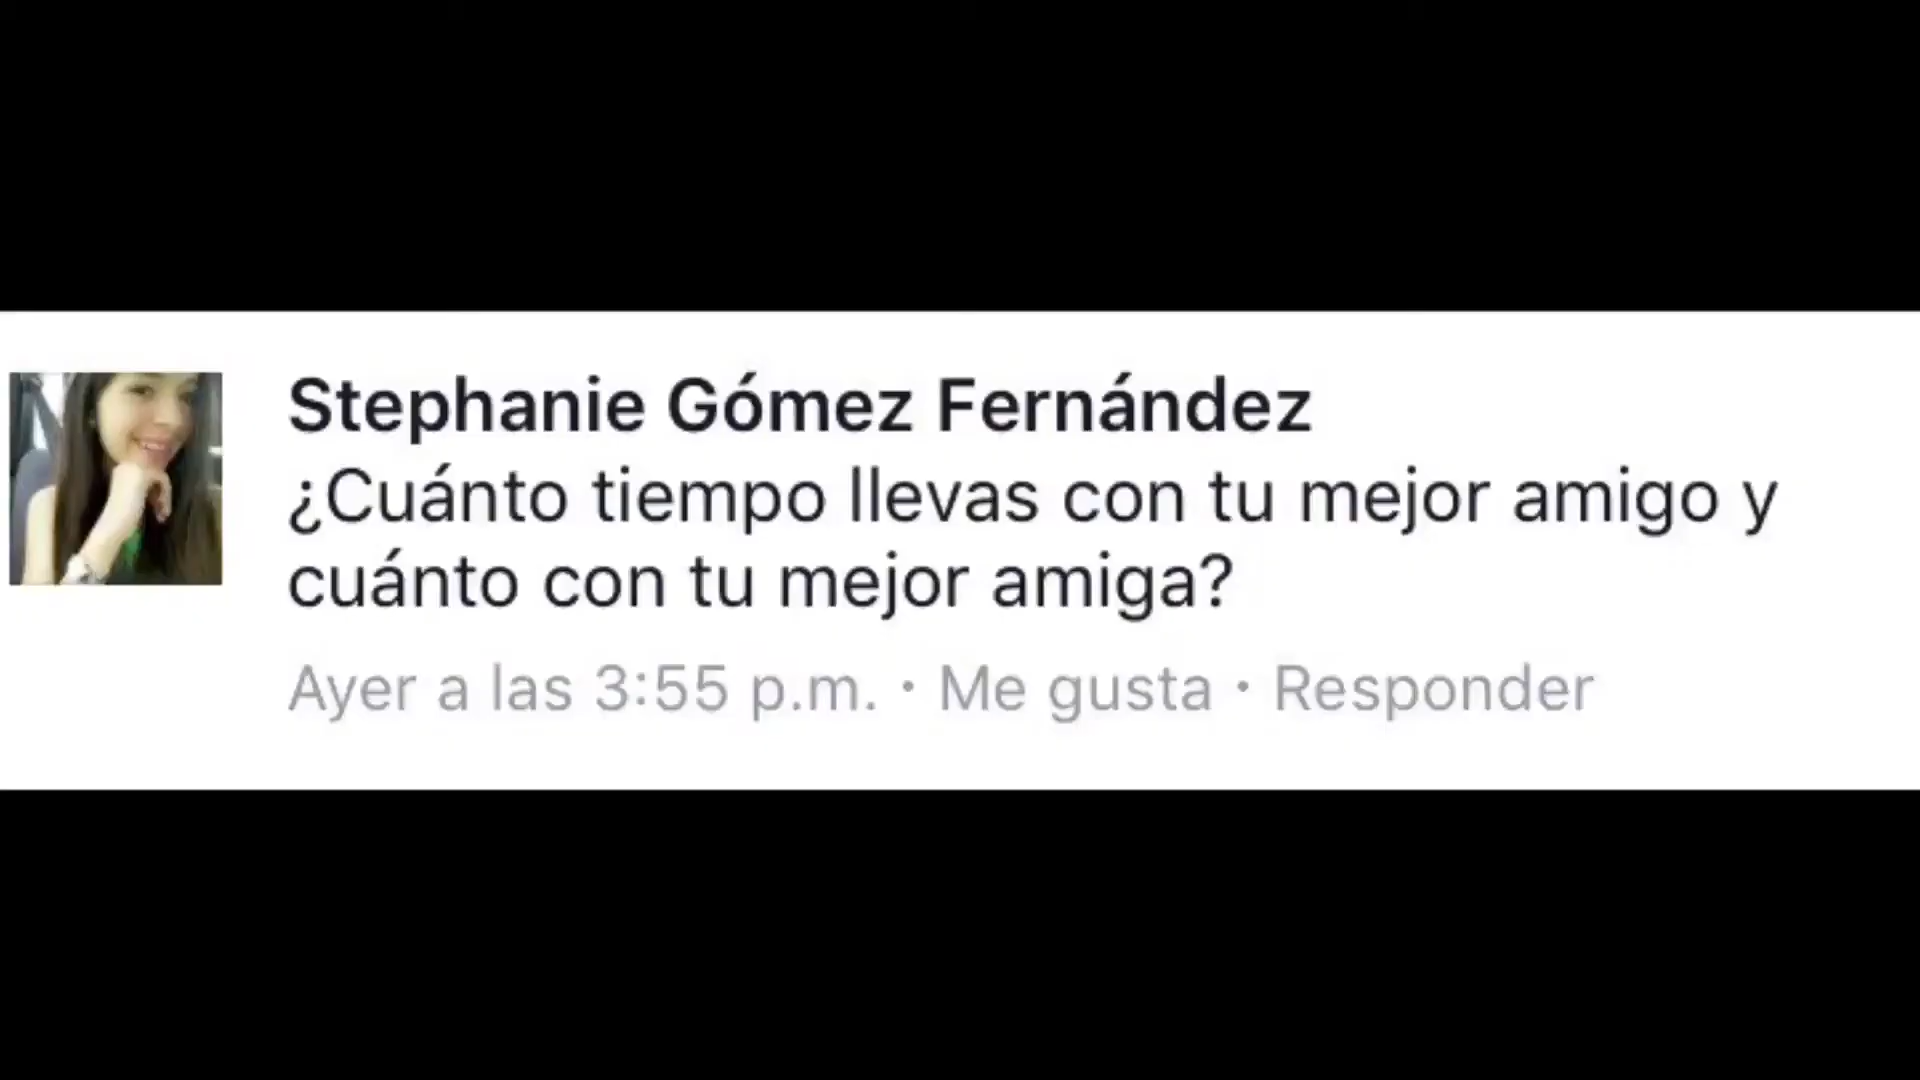 Stephanie Gómez Fernández
¿Cuánto tiempo llevas con tu mejor amigo y
cuánto con tu mejor amiga?
Ayer a las 3:55 p.m. · Me gusta · Responder